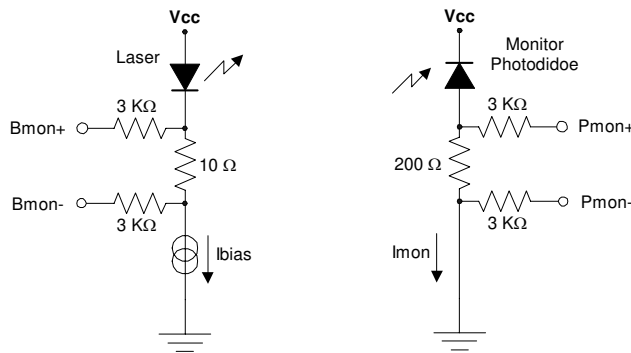 Vcc
Laser
3 KΩ
Bmon+
10 Ω
Bmon-
3 KΩ
Ibias
Vcc
Monitor
Photodidoe
3 KΩ
Pmon+
200 Ω
Pmon-
3 KΩ
Imon